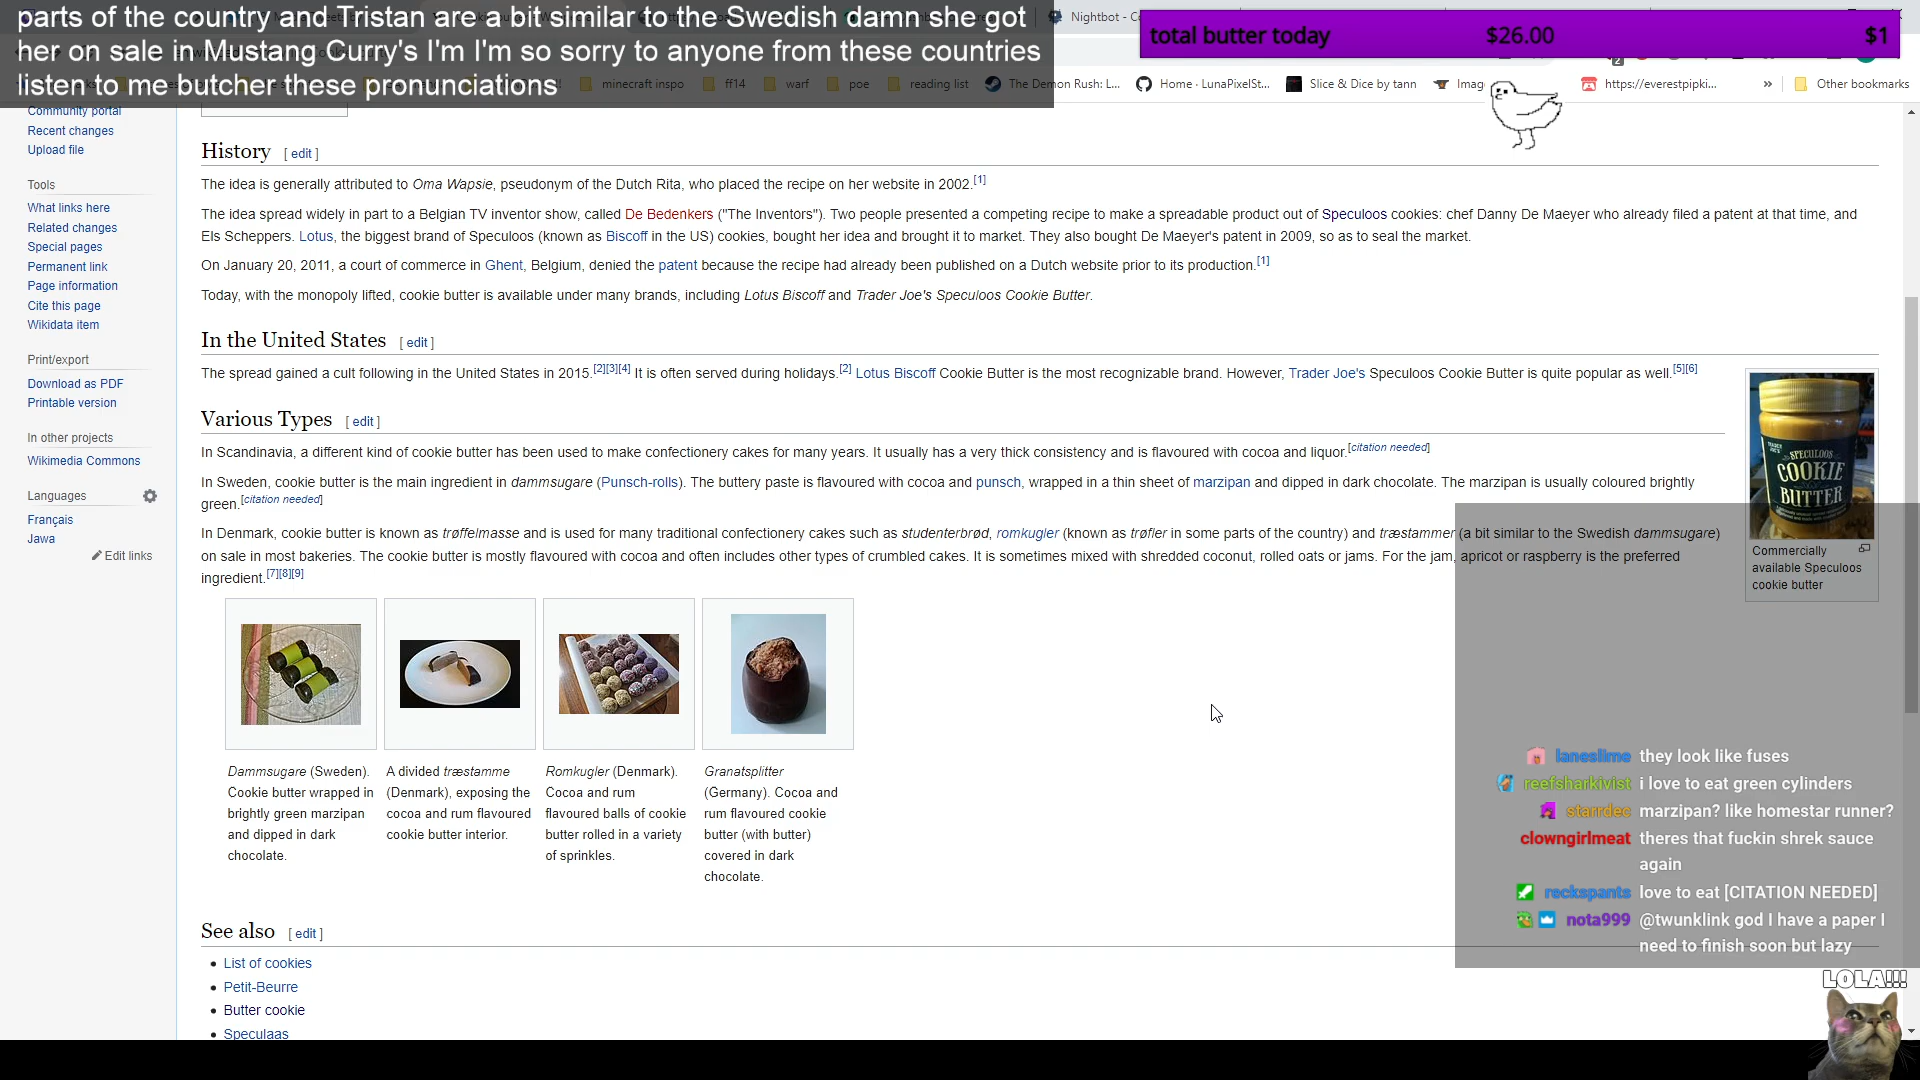 parts of the country and Tristan are a bit similar to the Swedish damn she got
her on sale in Mustang Curry's I'm I'm so sorry to anyone from these countries
listen to me butcher these pronunciations
total butter today $26.00 $1
Nightbot - C
minecraft inspo ff14 warf poe reading list The Demon Rush: L... Home · LunaPixelSt... Slice & Dice by tann Imag https://everestpipki... » Other bookmarks
Community portal
Recent changes
Upload file
Tools
What links here
Related changes
Special pages
Permanent link
Page information
Cite this page
Wikidata item
Print/export
Download as PDF
Printable version
In other projects
Wikimedia Commons
Languages
Français
Jawa
Edit links
History [ edit ]
The idea is generally attributed to Oma Wapsie, pseudonym of the Dutch Rita, who placed the recipe on her website in 2002.[1]
The idea spread widely in part to a Belgian TV inventor show, called De Bedenkers ("The Inventors"). Two people presented a competing recipe to make a spreadable product out of Speculoos cookies: chef Danny De Maeyer who already filed a patent at that time, and
Els Scheppers. Lotus, the biggest brand of Speculoos (known as Biscoff in the US) cookies, bought her idea and brought it to market. They also bought De Maeyer's patent in 2009, so as to seal the market.
On January 20, 2011, a court of commerce in Ghent, Belgium, denied the patent because the recipe had already been published on a Dutch website prior to its production.[1]
Today, with the monopoly lifted, cookie butter is available under many brands, including Lotus Biscoff and Trader Joe's Speculoos Cookie Butter.
In the United States [ edit ]
The spread gained a cult following in the United States in 2015.[2][3][4] It is often served during holidays.[2] Lotus Biscoff Cookie Butter is the most recognizable brand. However, Trader Joe's Speculoos Cookie Butter is quite popular as well.[5][6]
SPECULOOS
COOKIE
BUTTER
Commercially
available Speculoos
cookie butter
Various Types [ edit ]
In Scandinavia, a different kind of cookie butter has been used to make confectionery cakes for many years. It usually has a very thick consistency and is flavoured with cocoa and liquor.[citation needed]
In Sweden, cookie butter is the main ingredient in dammsugare (Punsch-rolls). The buttery paste is flavoured with cocoa and punsch, wrapped in a thin sheet of marzipan and dipped in dark chocolate. The marzipan is usually coloured brightly
green.[citation needed]
In Denmark, cookie butter is known as trøffelmasse and is used for many traditional confectionery cakes such as studenterbrød, romkugler (known as trøfler in some parts of the country) and træstammer (a bit similar to the Swedish dammsugare)
on sale in most bakeries. The cookie butter is mostly flavoured with cocoa and often includes other types of crumbled cakes. It is sometimes mixed with shredded coconut, rolled oats or jams. For the jam, apricot or raspberry is the preferred
ingredient.[7][8][9]
Dammsugare (Sweden).
Cookie butter wrapped in
brightly green marzipan
and dipped in dark
chocolate.
A divided træstamme
(Denmark), exposing the
cocoa and rum flavoured
cookie butter interior.
Romkugler (Denmark).
Cocoa and rum
flavoured balls of cookie
butter rolled in a variety
of sprinkles.
Granatsplitter
(Germany). Cocoa and
rum flavoured cookie
butter (with butter)
covered in dark
chocolate.
See also [ edit ]
List of cookies
Petit-Beurre
Butter cookie
Speculaas
laneslime they look like fuses
reefsharkivist i love to eat green cylinders
starrdec marzipan? like homestar runner?
clowngirlmeat theres that fuckin shrek sauce
again
reckspants love to eat [CITATION NEEDED]
nota999 @twunklink god I have a paper I
need to finish soon but lazy
LOLA!!!